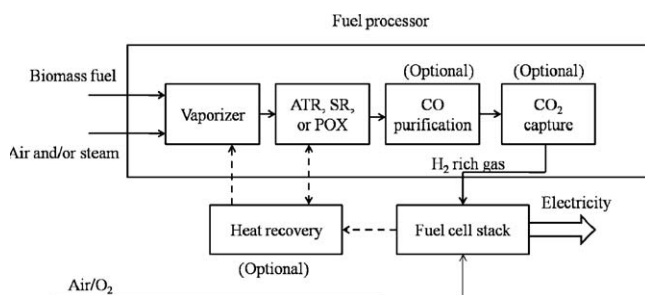 Fuel processor
Biomass fuel
Air and/or steam
Vaporizer
ATR, SR,
or POX
(Optional)
CO
purification
(Optional)
CO₂
capture
H₂ rich gas
Heat recovery
(Optional)
Fuel cell stack
Electricity
Air/O₂